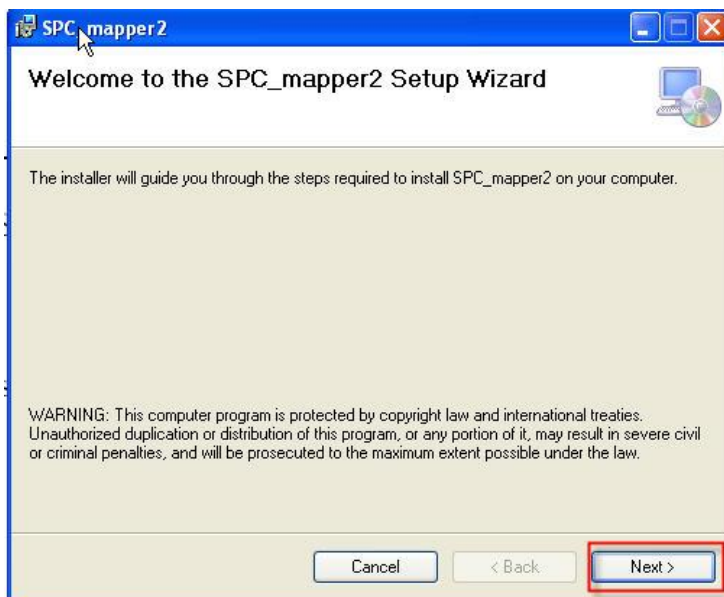 SPC_mapper2
Welcome to the SPC_mapper2 Setup Wizard
The installer will guide you through the steps required to install SPC_mapper2 on your computer.
WARNING: This computer program is protected by copyright law and international treaties.
Unauthorized duplication or distribution of this program, or any portion of it, may result in severe civil
or criminal penalties, and will be prosecuted to the maximum extent possible under the law.
Cancel
< Back
Next >